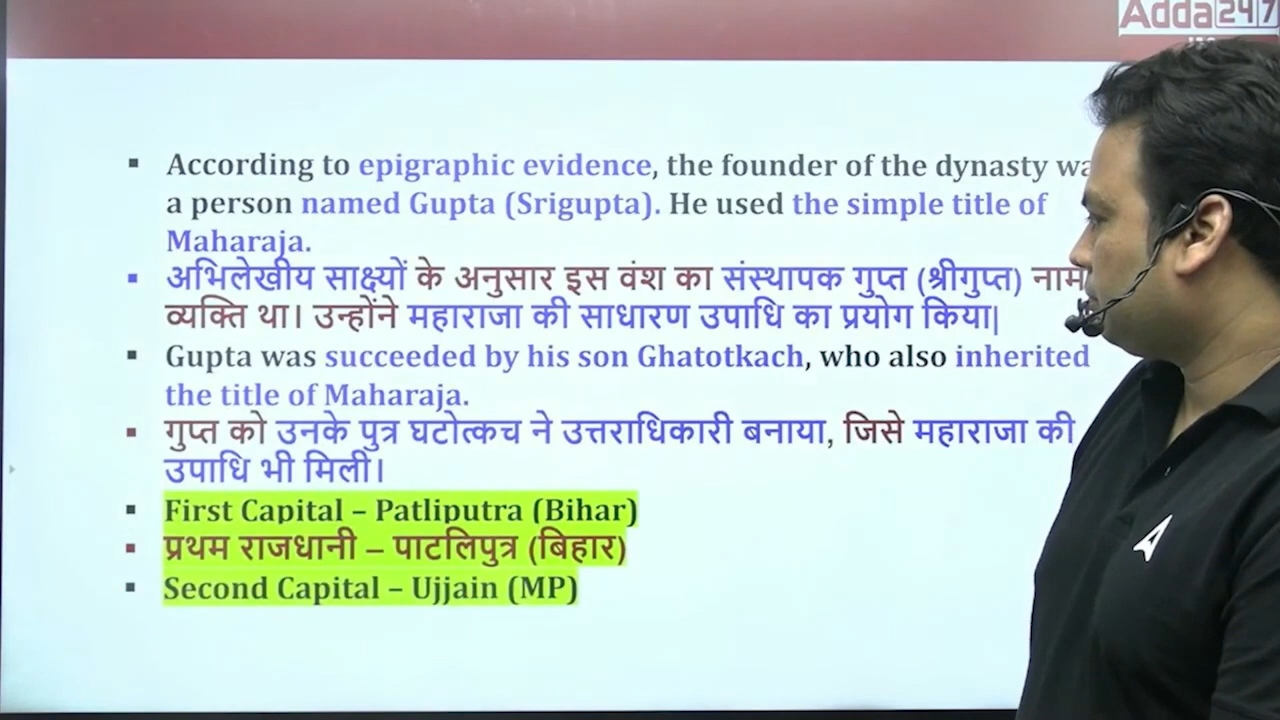 Adda 247
According to epigraphic evidence, the founder of the dynasty
a person named Gupta (Srigupta). He used the simple title of
Maharaja.
अभिलेखीय साक्ष्यों के अनुसार इस वंश का संस्थापक गुप्त (श्रीगुप्त)
व्यक्ति था। उन्होंने महाराजा की साधारण उपाधि का प्रयोग किया|
Gupta was succeeded by his son Ghatotkach, who also inherited
the title of Maharaja.
गुप्त को उनके पुत्र घटोत्कच ने उत्तराधिकारी बनाया, जिसे महाराजा की
उपाधि भी मिली।
First Capital – Patliputra (Bihar)
प्रथम राजधानी – पाटलिपुत्र (बिहार)
Second Capital – Ujjain (MP)